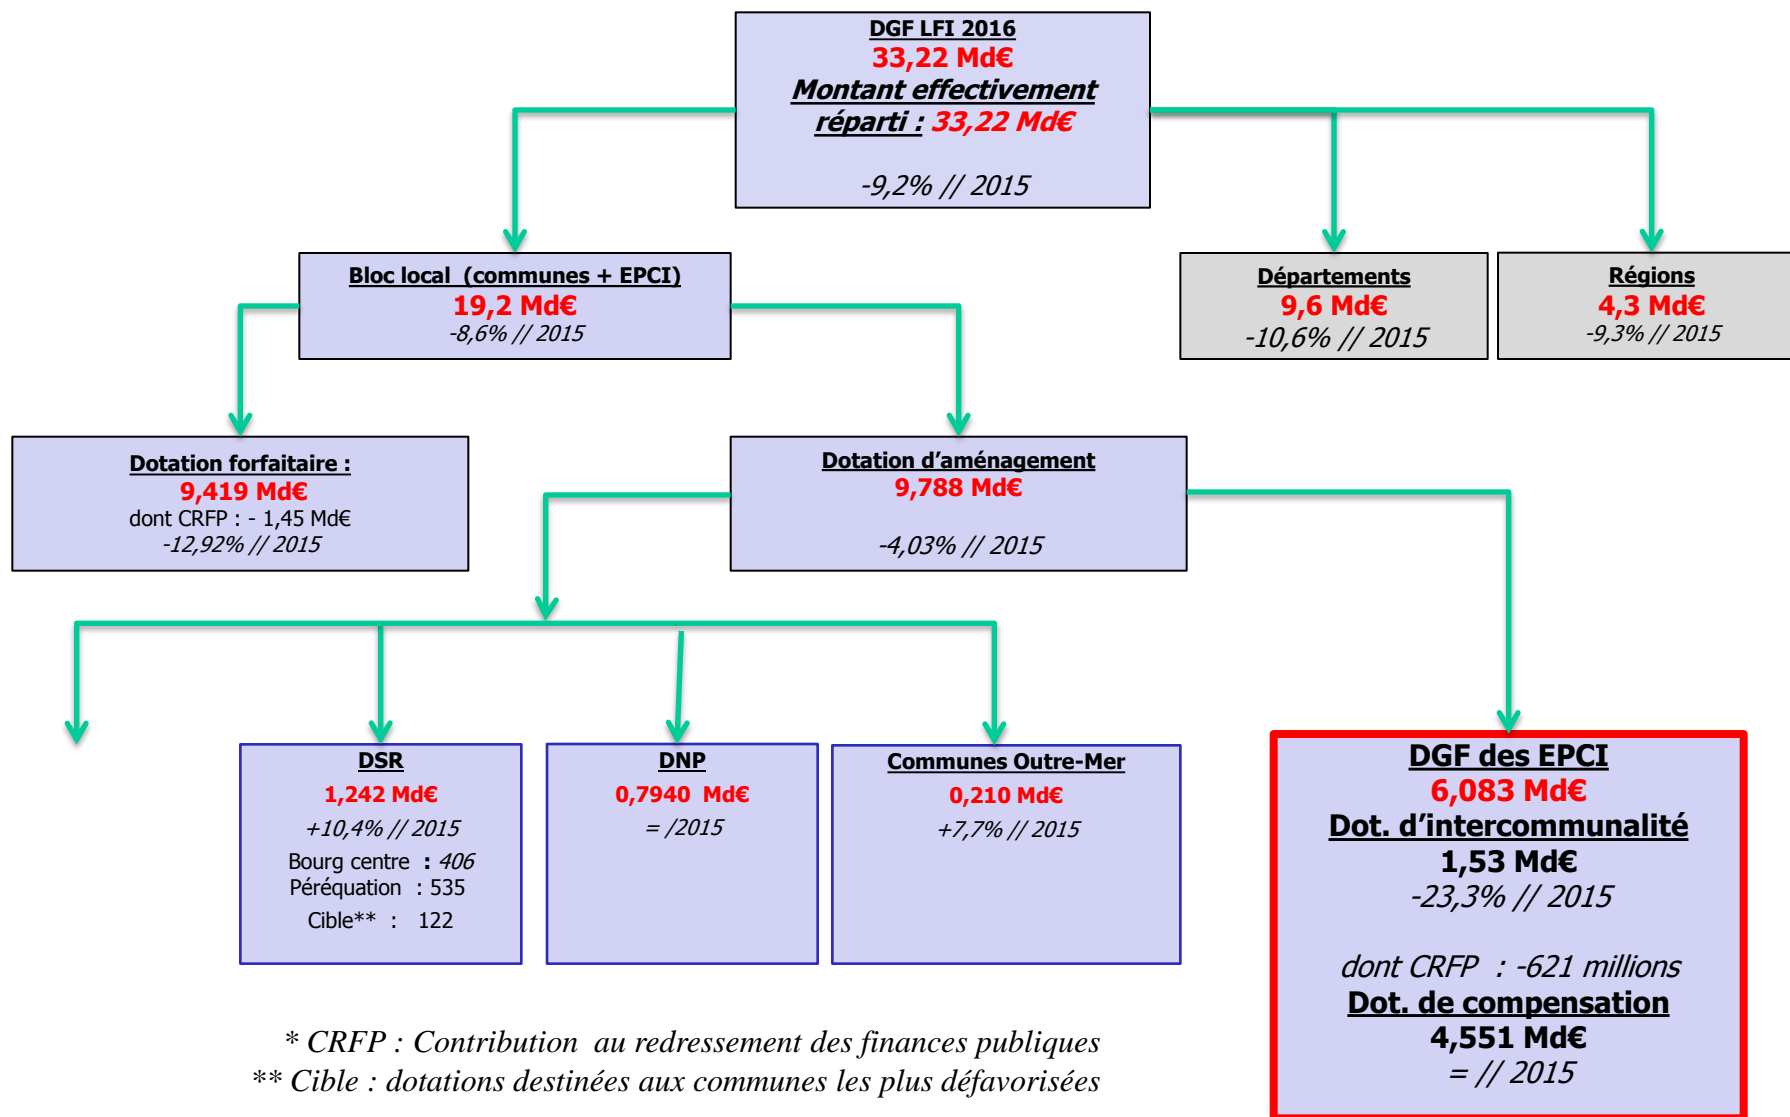 DGF LFI 2016
33,22 Md€
Montant effectivement
réparti : 33,22 Md€
-9,2% // 2015
Bloc local (communes + EPCI)
19,2 Md€
-8,6% // 2015
Départements
9,6 Md€
-10,6% // 2015
Régions
4,3 Md€
-9,3% // 2015
Dotation forfaitaire :
9,419 Md€
dont CRFP : - 1,45 Md€
-12,92% // 2015
Dotation d’aménagement
9,788 Md€
-4,03% // 2015
DSR
1,242 Md€
+10,4% // 2015
Bourg centre : 406
Péréquation : 535
Cible** : 122
DNP
0,7940 Md€
= /2015
Communes Outre-Mer
0,210 Md€
+7,7% // 2015
DGF des EPCI
6,083 Md€
Dot. d’intercommunalité
1,53 Md€
-23,3% // 2015
dont CRFP : -621 millions
Dot. de compensation
4,551 Md€
= // 2015
* CRFP : Contribution au redressement des finances publiques
** Cible : dotations destinées aux communes les plus défavorisées